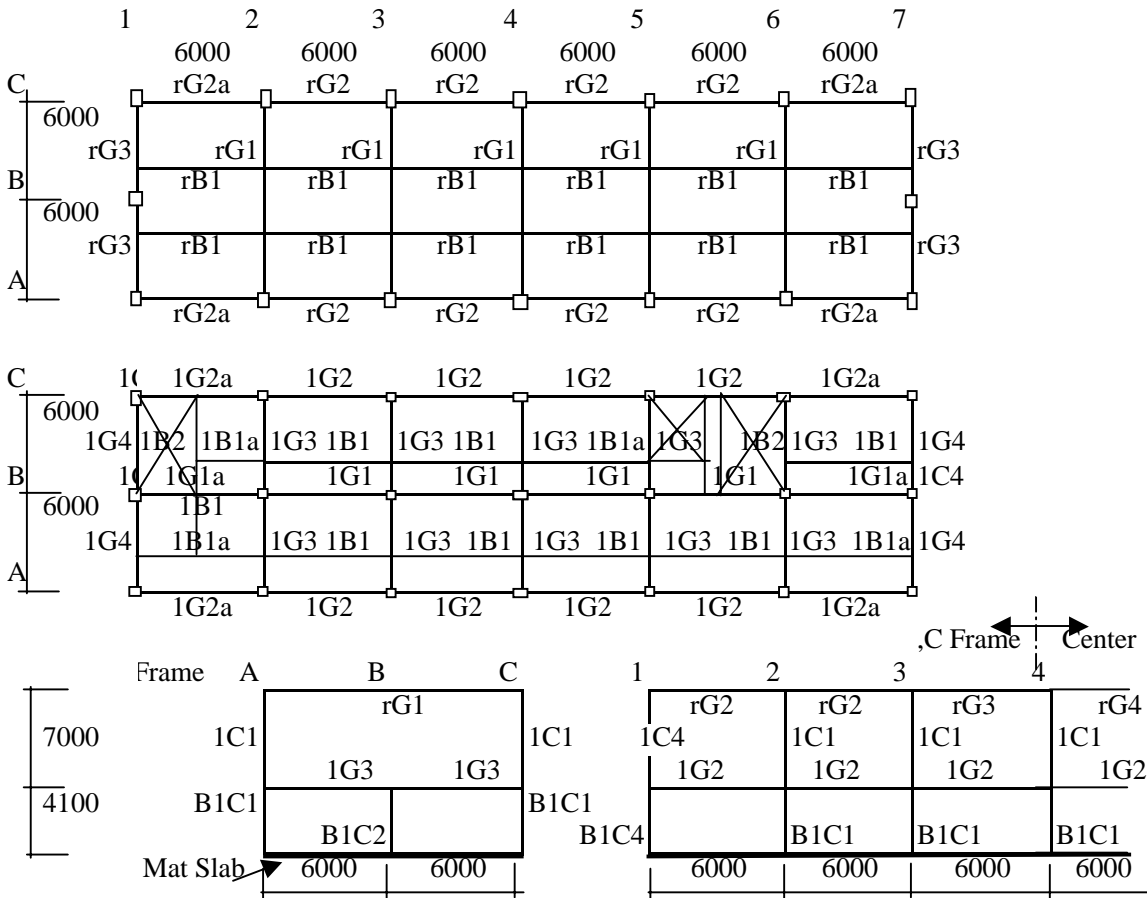 1 2 3 4 5 6 7
6000 6000 6000 6000 6000 6000
C rG2a rG2 rG2 rG2 rG2 rG2a
6000
rG3 rG1 rG1 rG1 rG1 rG1 rG3
B rB1 rB1 rB1 rB1 rB1 rB1
6000
rG3 rB1 rB1 rB1 rB1 rB1 rB1 rG3
A
rG2a rG2 rG2 rG2 rG2 rG2a
C 1G2a 1G2 1G2 1G2 1G2 1G2a
6000
1G4 1B2 1B1a 1G3 1B1 1G3 1B1 1G3 1B1a 1G3 1B2 1G3 1B1 1G4
B 1G1a 1G1 1G1 1G1 1G1 1G1a 1C4
6000 1B1
1G4 1B1a 1G3 1B1 1G3 1B1 1G3 1B1 1G3 1B1 1G3 1B1a 1G4
A
1G2a 1G2 1G2 1G2 1G2 1G2a
,C Frame Center
Frame A B C 1 2 3 4
rG1 rG2 rG2 rG3 rG4
7000 1C1 1C1 1C4 1C1 1C1 1C1
1G3 1G3 1G2 1G2 1G2 1G2
4100 B1C1 B1C1
B1C2 B1C4 B1C1 B1C1 B1C1
Mat Slab 6000 6000 6000 6000 6000 6000